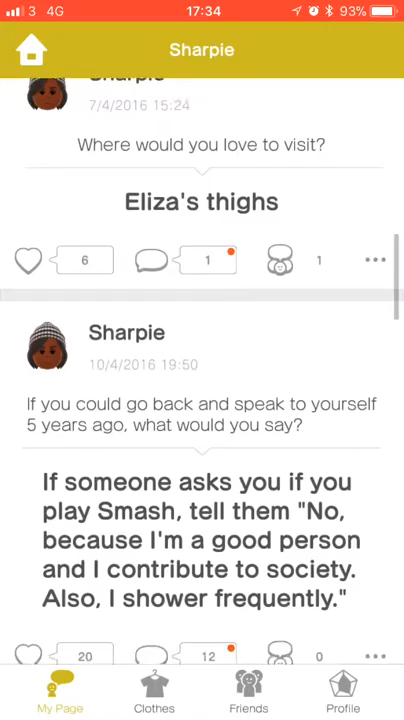 3 4G 17:34 93%
Sharpie
Sharpie
7/4/2016 15:24
Where would you love to visit?
Eliza's thighs
6 1 1
Sharpie
10/4/2016 19:50
If you could go back and speak to yourself
5 years ago, what would you say?
If someone asks you if you
play Smash, tell them "No,
because I'm a good person
and I contribute to society.
Also, I shower frequently."
20 12 0
My Page Clothes Friends Profile